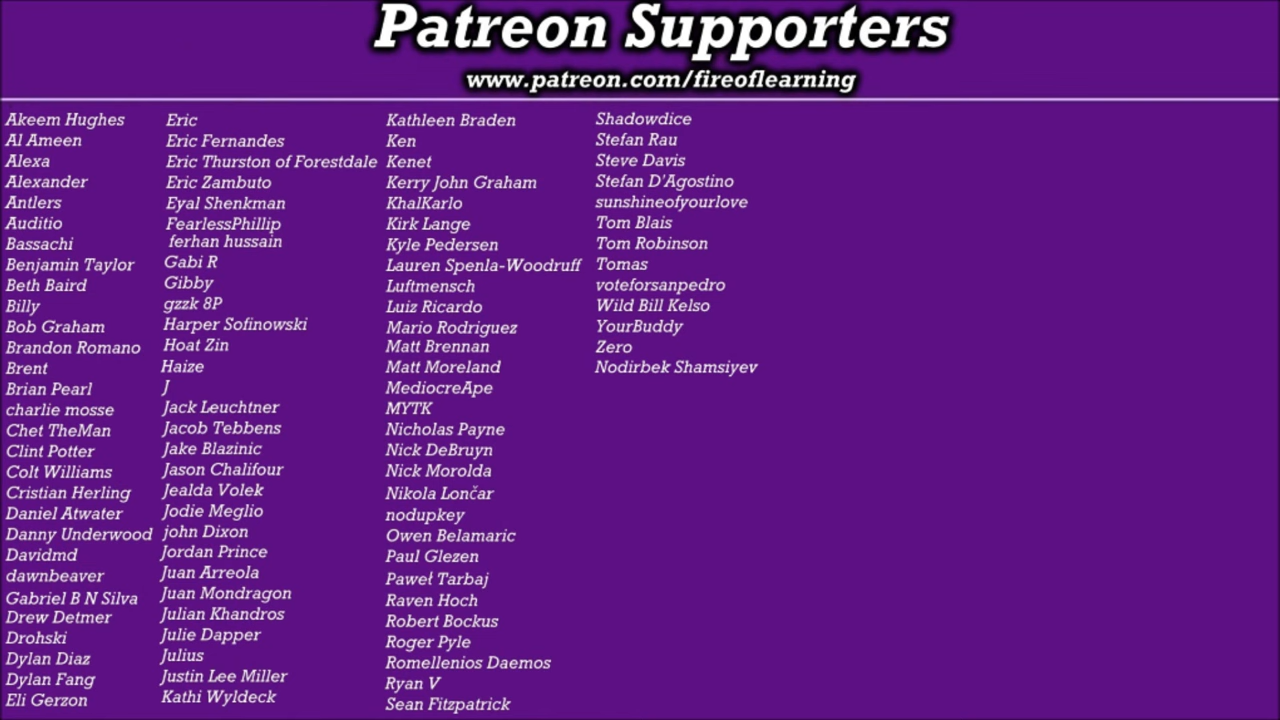 Patreon Supporters
www.patreon.com/fireoflearning
Akeem Hughes
Al Ameen
Alexa
Alexander
Antlers
Auditio
Bassachi
Benjamin Taylor
Beth Baird
Billy
Bob Graham
Brandon Romano
Brent
Brian Pearl
charlie mosse
Chet TheMan
Clint Potter
Colt Williams
Cristian Herling
Daniel Atwater
Danny Underwood
Davidmd
dawnbeaver
Gabriel B N Silva
Drew Detmer
Drohski
Dylan Diaz
Dylan Fang
Eli Gerzon
Eric
Eric Fernandes
Eric Thurston of Forestdale
Eric Zambuto
Eyal Shenkman
FearlessPhillip
ferhan hussain
Gabi R
Gibby
gzzk 8P
Harper Sofinowski
Hoat Zin
Haize
J
Jack Leuchtner
Jacob Tebbens
Jake Blazinic
Jason Chalifour
Jealda Volek
Jodie Meglio
john Dixon
Jordan Prince
Juan Arreola
Juan Mondragon
Julian Khandros
Julie Dapper
Julius
Justin Lee Miller
Kathi Wyldeck
Kathleen Braden
Ken
Kenet
Kerry John Graham
KhalKarlo
Kirk Lange
Kyle Pedersen
Lauren Spenla-Woodruff
Luftmensch
Luiz Ricardo
Mario Rodriguez
Matt Brennan
Matt Moreland
MediocreApe
MYTK
Nicholas Payne
Nick DeBruyn
Nick Morolda
Nikola Lončar
nodupkey
Owen Belamaric
Paul Glezen
Paweł Tarbaj
Raven Hoch
Robert Bockus
Roger Pyle
Romellenios Daemos
Ryan V
Sean Fitzpatrick
Shadowdice
Stefan Rau
Steve Davis
Stefan D'Agostino
sunshineofyourlove
Tom Blais
Tom Robinson
Tomas
voteforsanpedro
Wild Bill Kelso
YourBuddy
Zero
Nodirbek Shamsiyev